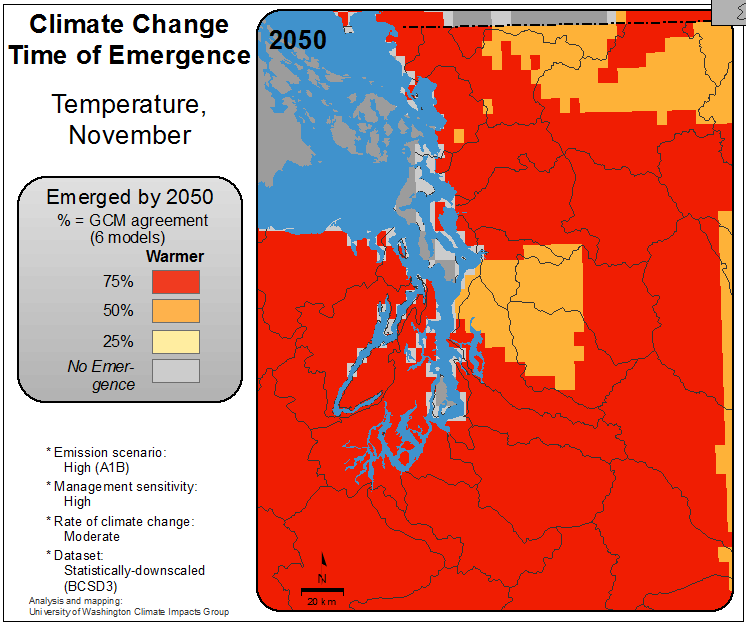 Climate Change
Time of Emergence
Temperature,
November
Emerged by 2050
% = GCM agreement
(6 models)
Warmer
75%
50%
25%
No Emer-
gence
* Emission scenario:
High (A1B)
* Management sensitivity:
High
* Rate of climate change:
Moderate
* Dataset:
Statistically-downscaled
(BCSD3)
Analysis and mapping:
University of Washington Climate Impacts Group
2050
N
20 km